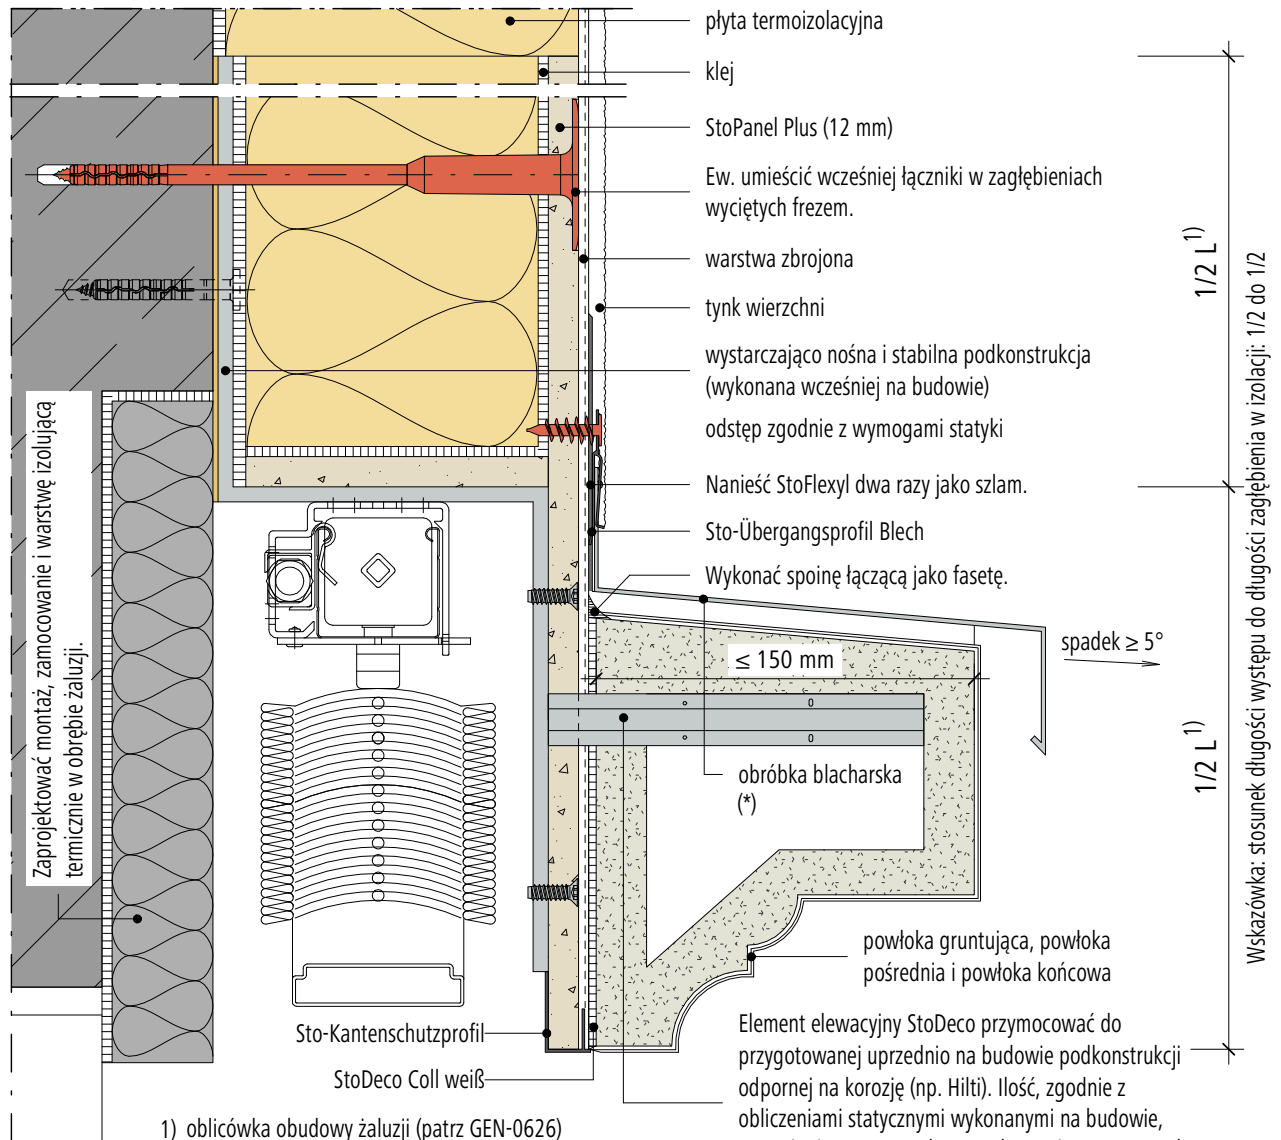 płyta termoizolacyjna
klej
StoPanel Plus (12 mm)
Ew. umieścić wcześniej łączniki w zagłębieniach
wyciętych frezem.
warstwa zbrojona
tynk wierzchni
wystarczająco nośna i stabilna podkonstrukcja
(wykonana wcześniej na budowie)
odstęp zgodnie z wymogami statyki
Nanieść StoFlexyl dwa razy jako szlam.
Sto-Übergangsprofil Blech
Wykonać spoinę łączącą jako fasetę.
spadek ≥ 5°
≤ 150 mm
obróbka blacharska
(*)
powłoka gruntująca, powłoka
pośrednia i powłoka końcowa
Element elewacyjny StoDeco przymocować do
przygotowanej uprzednio na budowie podkonstrukcji
odpornej na korozję (np. Hilti). Ilość, zgodnie z
obliczeniami statycznymi wykonanymi na budowie,
Sto-Kantenschutzprofil
StoDeco Coll weiß
1) oblicówka obudowy żaluzji (patrz GEN-0626)
Zaprojektować montaż, zamocowanie i warstwę izolującą
termicznie w obrębie żaluzji.
1/2 L 1)
1/2 L 1)
Wskazówka: stosunek długości występu do długości zagłębienia w izolacji: 1/2 do 1/2